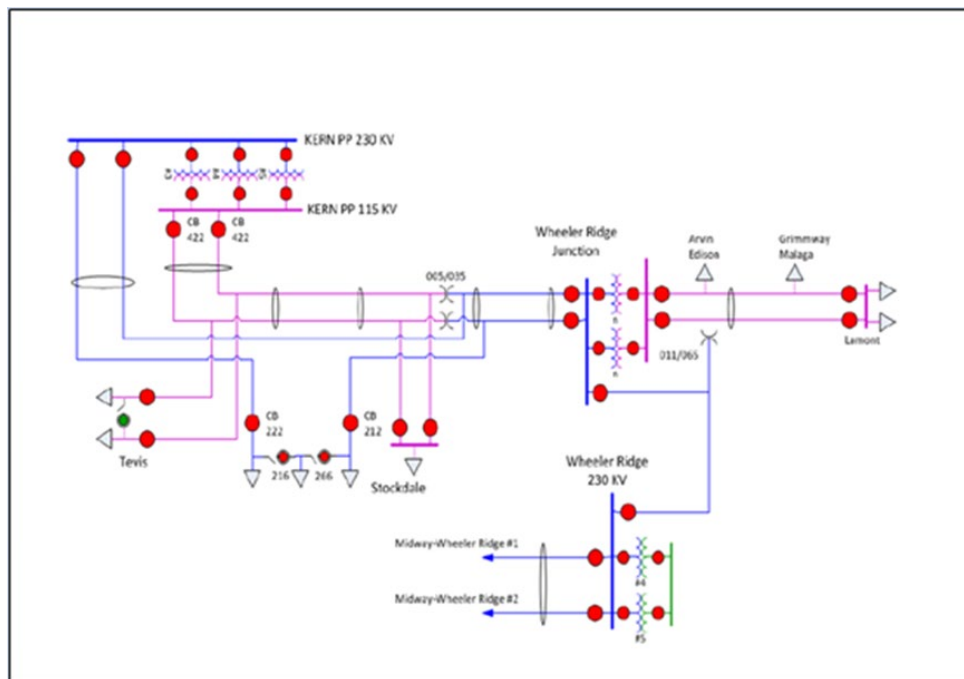 KERN PP 230 KV
KERN PP 115 KV
CB
422
CB
422
Wheeler Ridge
Junction
Arvin
Edison
Grimmway
Malaga
005/035
011/065
Lamont
CB
222
CB
212
216
266
Tevis
Stockdale
Wheeler Ridge
230 KV
Midway-Wheeler Ridge #1
Midway-Wheeler Ridge #2
#4
#5